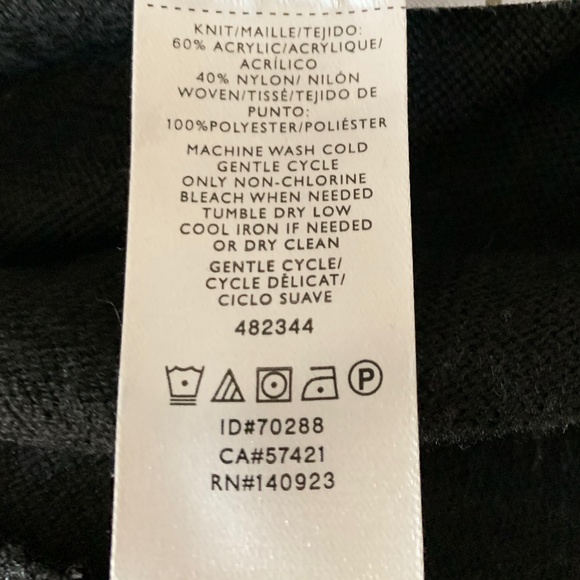 KNIT/MAILLE/TEJIDO:
60% ACRYLIC/ACRYLIQUE/
ACRÍLICO
40% NYLON/ NILÓN
WOVEN/TISSÉ/TEJIDO DE
PUNTO:
100%POLYESTER/POLIÉSTER
MACHINE WASH COLD
GENTLE CYCLE
ONLY NON-CHLORINE
BLEACH WHEN NEEDED
TUMBLE DRY LOW
COOL IRON IF NEEDED
OR DRY CLEAN
GENTLE CYCLE/
CYCLE DÉLICAT/
CICLO SUAVE
482344
P
ID#70288
CA#57421
RN#140923